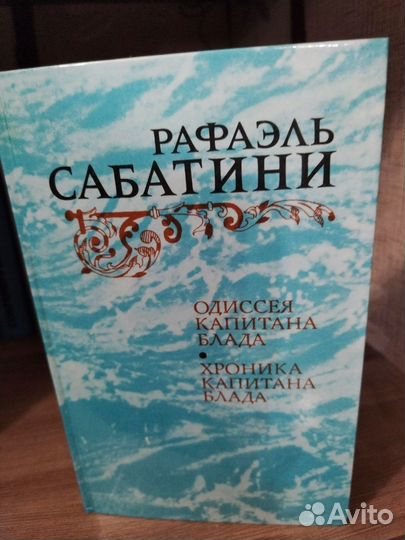 РАФАЭЛЬ
САБАТИНИ
ОДИССЕЯ
КАПИТАНА
БЛАДА
•
ХРОНИКА
КАПИТАНА
БЛАДА
Avito